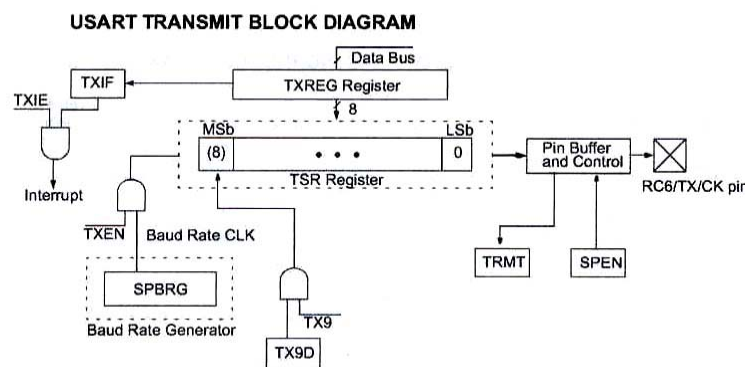 USART TRANSMIT BLOCK DIAGRAM
Data Bus
TXIF
TXREG Register
TXIE
8
MSb
LSb
(8)
• • •
0
Pin Buffer
and Control
TSR Register
Interrupt
RC6/TX/CK pin
TXEN
Baud Rate CLK
TRMT
SPEN
SPBRG
Baud Rate Generator
TX9
TX9D